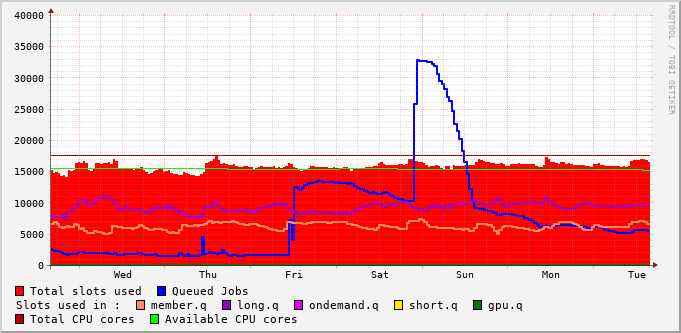 40000
35000
30000
25000
20000
15000
10000
5000
0
Wed Thu Fri Sat Sun Mon Tue
RRDTOOL / TOBI OETIKER
Total slots used Queued Jobs
Slots used in : member.q long.q ondemand.q short.q gpu.q
Total CPU cores Available CPU cores